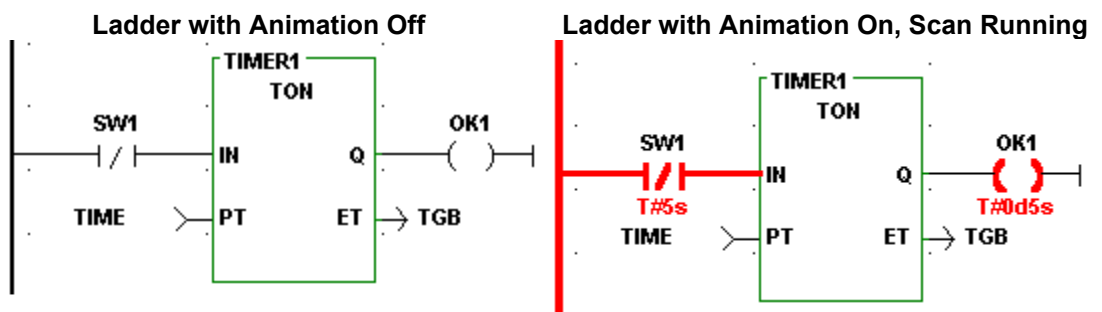 Ladder with Animation Off
TIMER1
TON
SW1
OK1
IN
Q
TIME
PT
ET
TGB
Ladder with Animation On, Scan Running
TIMER1
TON
SW1
OK1
IN
Q
T#5s
T#0d5s
TIME
PT
ET
TGB